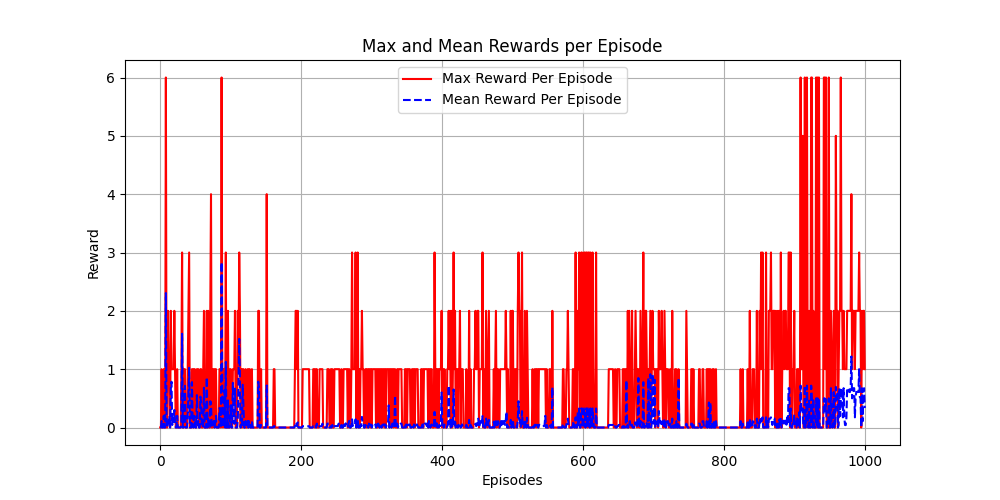 Max and Mean Rewards per Episode
Max Reward Per Episode
Mean Reward Per Episode
Reward
6
5
4
3
2
1
0
0 200 400 600 800 1000
Episodes